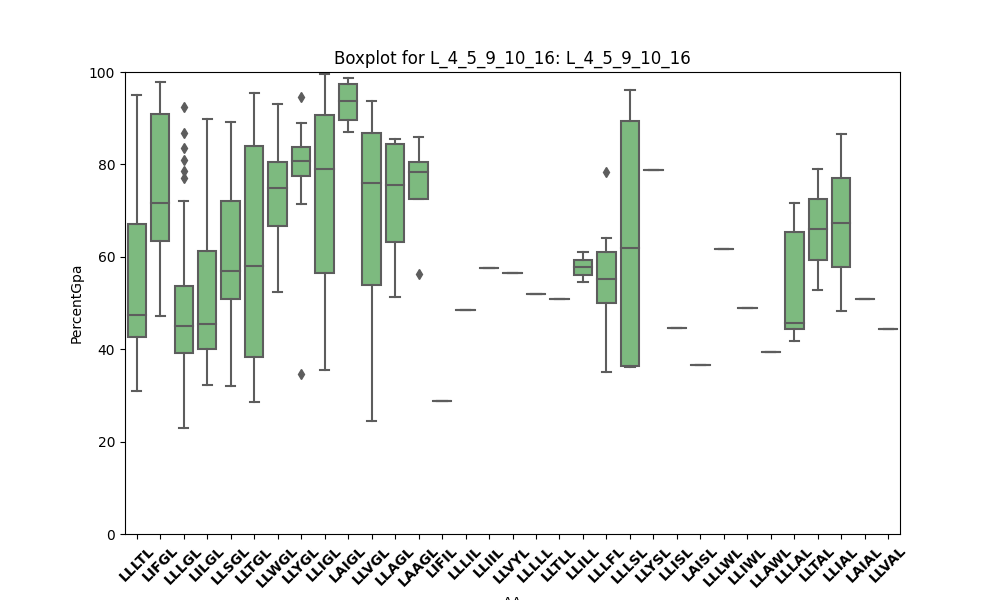 Boxplot for L_4_5_9_10_16: L_4_5_9_10_16
100
80
60
40
20
0
PercentGpa
LLLTL
LIFGL
LLLGL
LILGL
LLSGL
LLTGL
LLWGL
LLYGL
LLIGL
LAIGL
LLVGL
LLAGL
LAAGL
LIFIL
LLLIL
LLIIL
LLVYL
LLLLL
LLTLL
LLILL
LLLFL
LLLSL
LLYSL
LLISL
LAISL
LLLWL
LLIWL
LLAWL
LLLAL
LLTAL
LLIAL
LAIAL
LLVAL